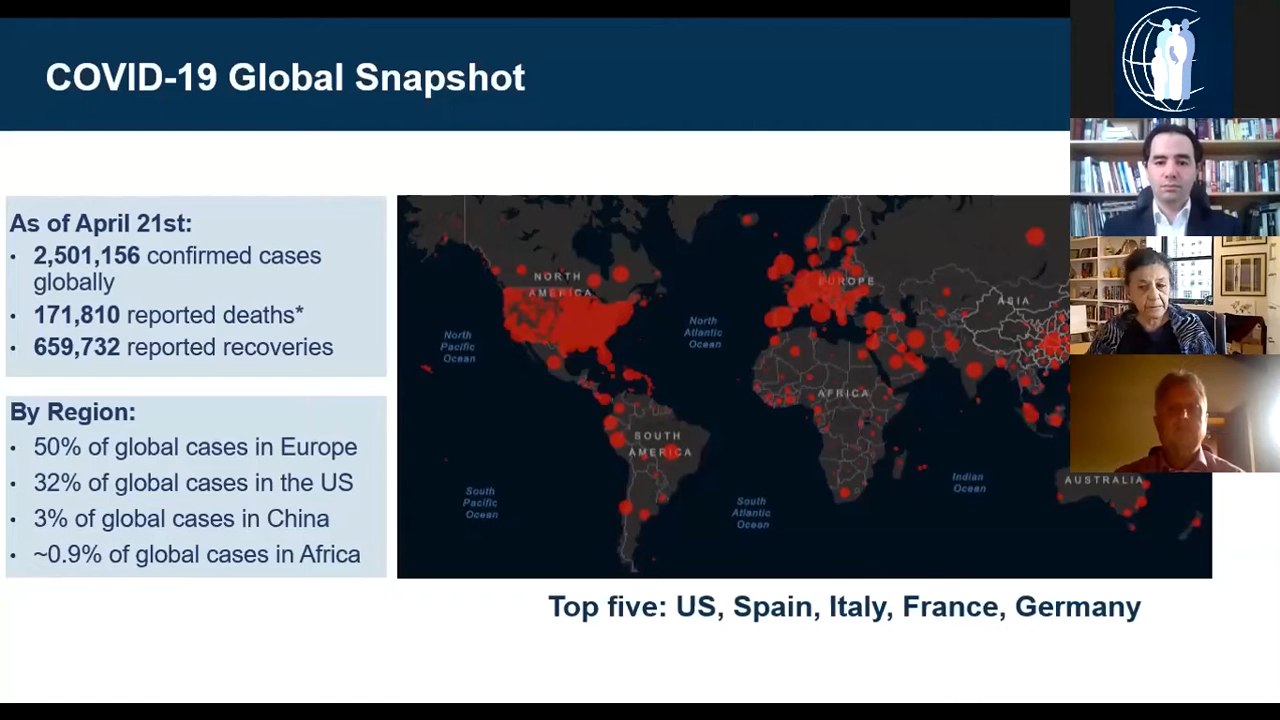 COVID-19 Global Snapshot
As of April 21st:
• 2,501,156 confirmed cases
globally
• 171,810 reported deaths*
• 659,732 reported recoveries
By Region:
• 50% of global cases in Europe
• 32% of global cases in the US
• 3% of global cases in China
• ~0.9% of global cases in Africa
NORTH
AMERICA
EUROPE
ASIA
North
Pacific
Ocean
North
Atlantic
Ocean
AFRICA
SOUTH
AMERICA
South
Pacific
Ocean
South
Atlantic
Ocean
Indian
Ocean
AUSTRALIA
Top five: US, Spain, Italy, France, Germany